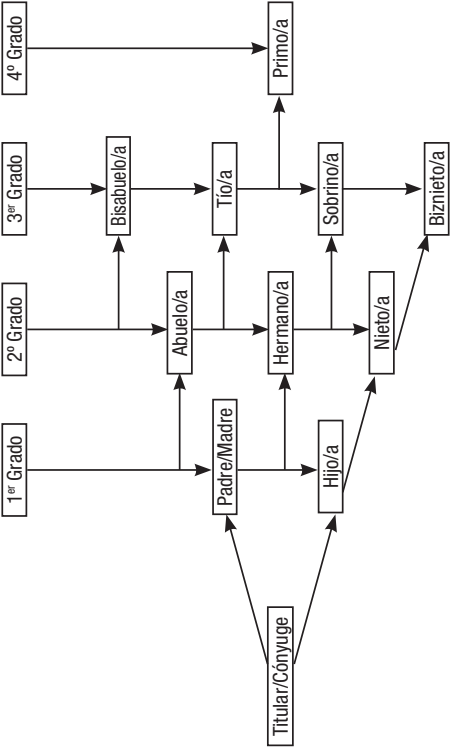 1er Grado
2º Grado
3er Grado
4º Grado
Bisabuelo/a
Abuelo/a
Padre/Madre
Tío/a
Titular/Cónyuge
Hermano/a
Primo/a
Hijo/a
Sobrino/a
Nieto/a
Biznieto/a